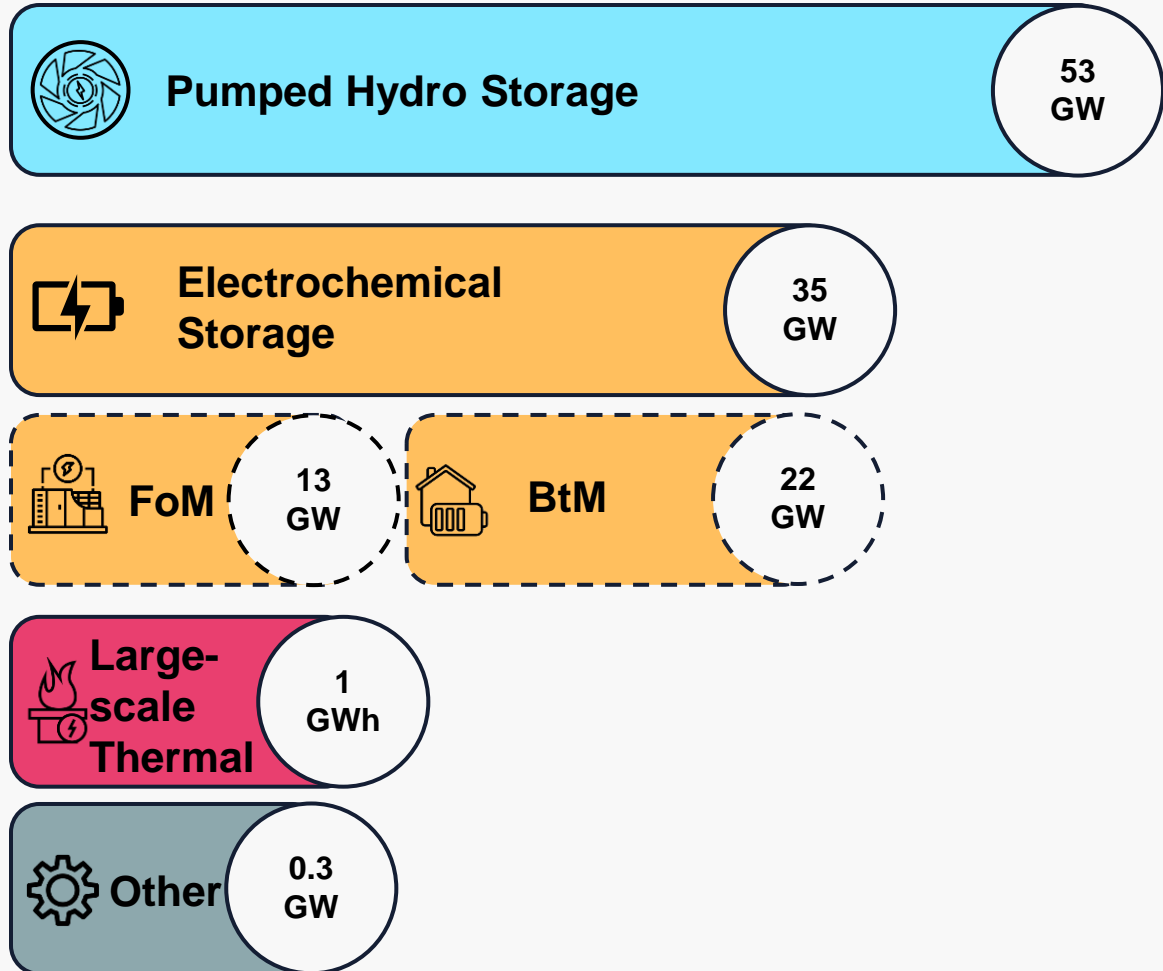 Pumped Hydro Storage
53
GW
Electrochemical
Storage
35
GW
FoM
13
GW
BtM
22
GW
Large-
scale
Thermal
1
GWh
Other
0.3
GW